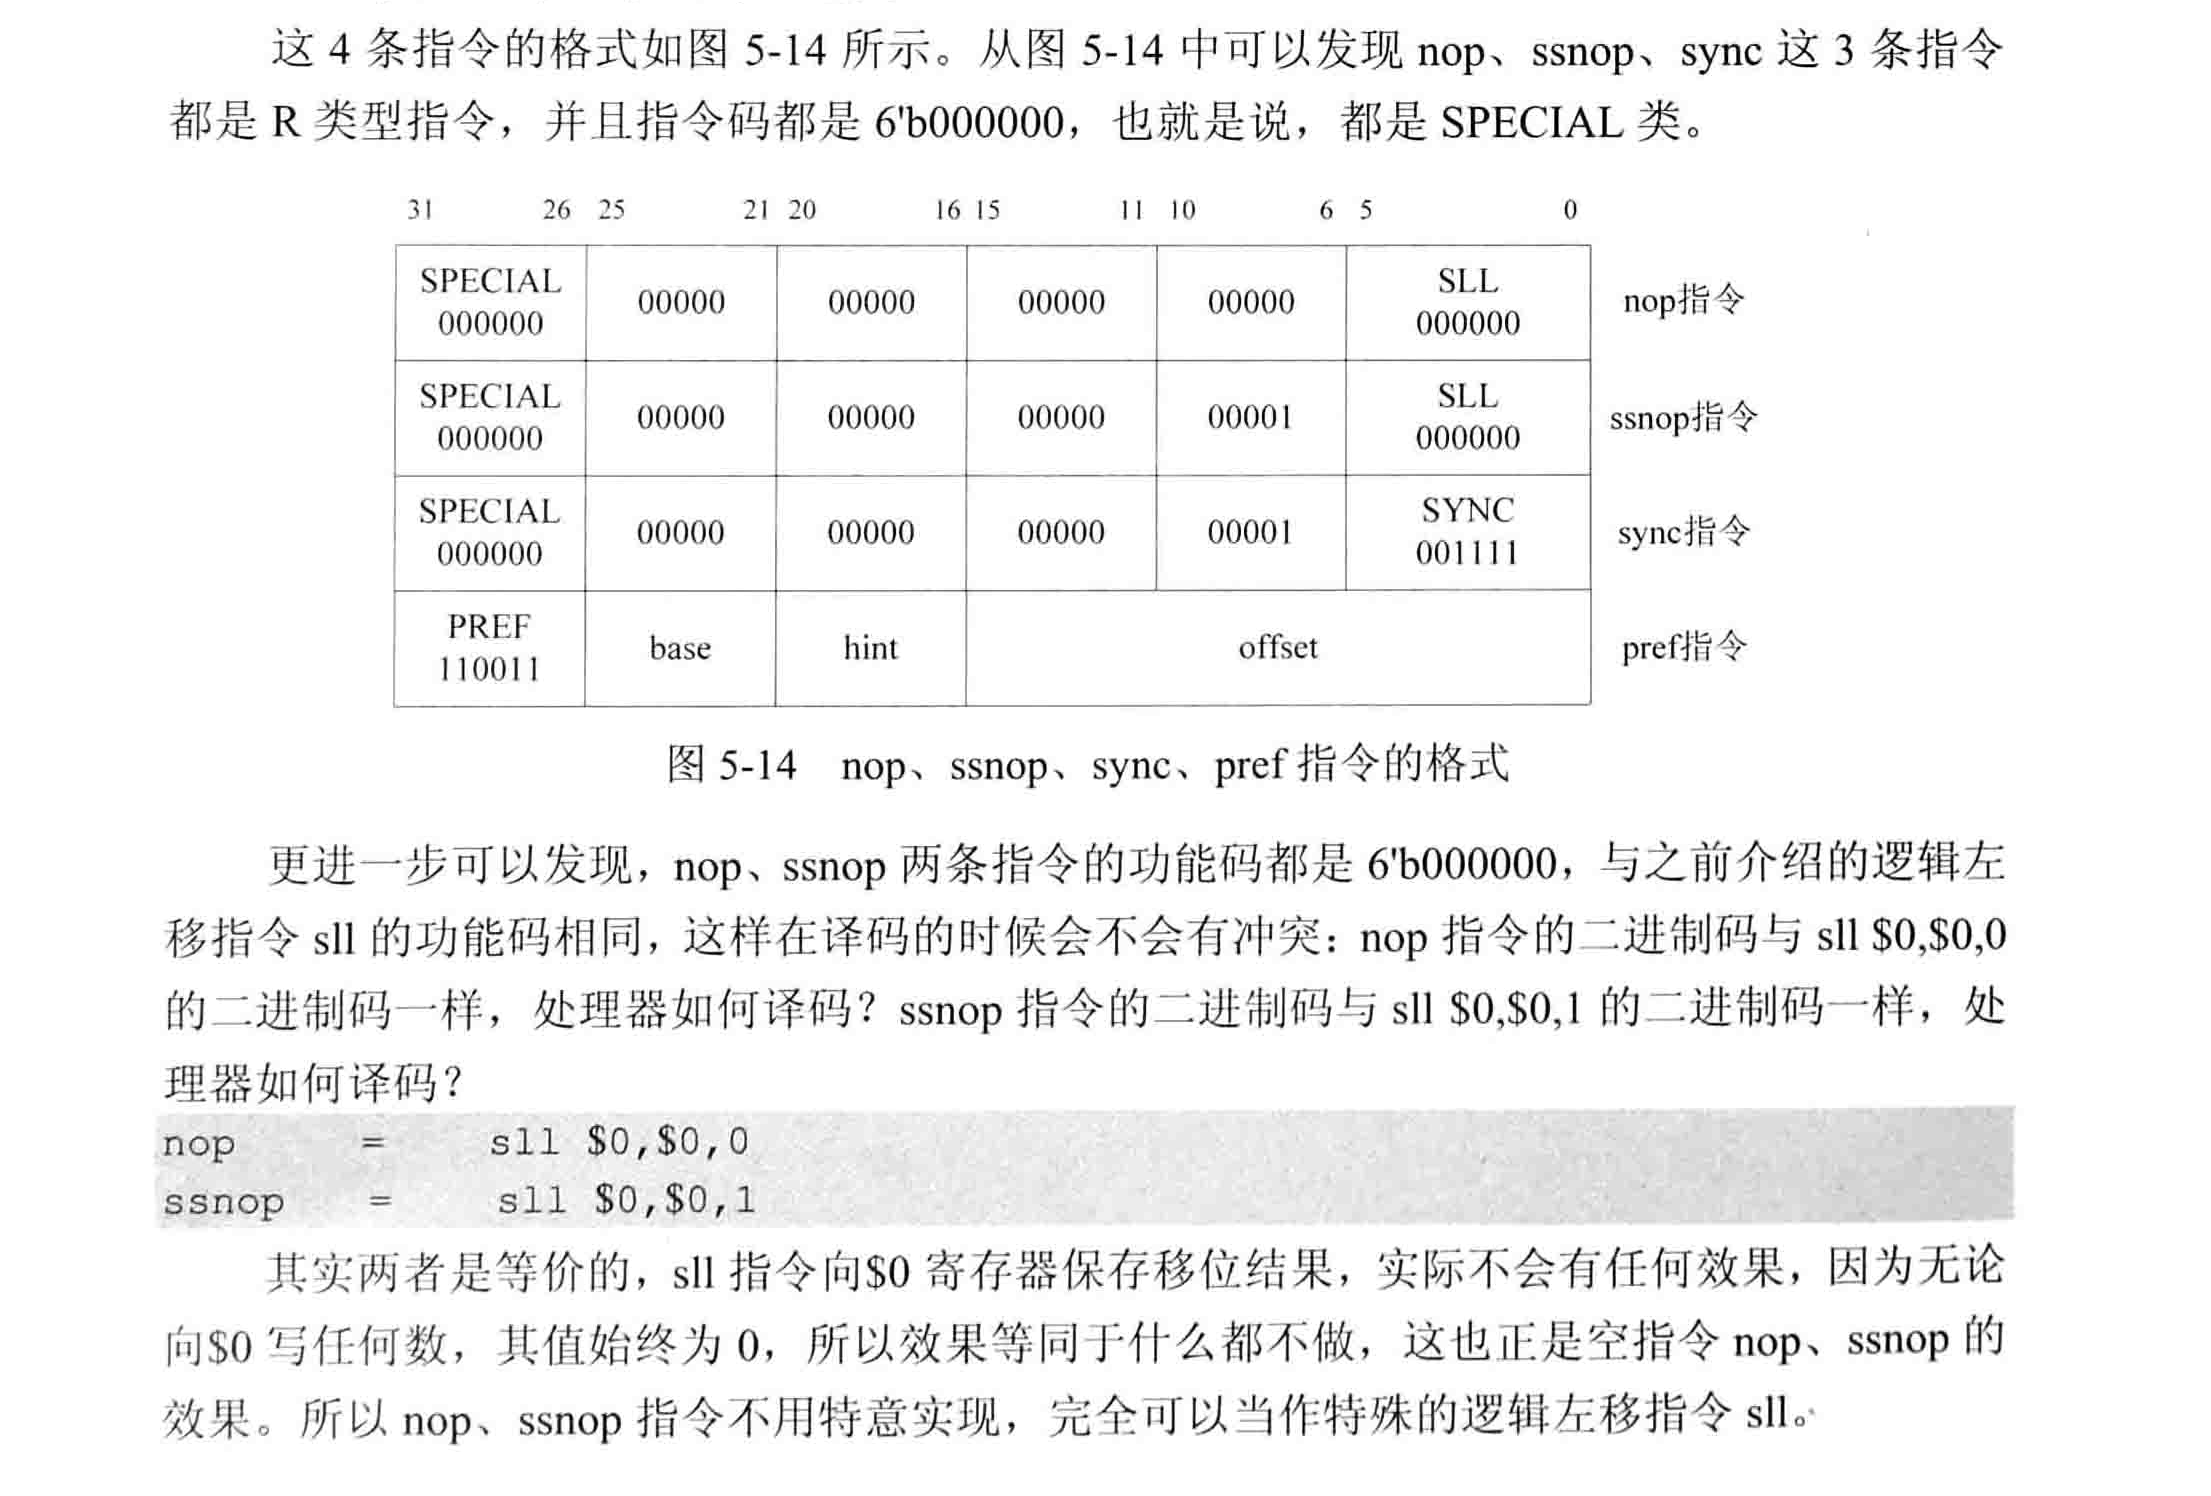 这 4 条指令的格式如图 5-14 所示。从图 5-14 中可以发现 nop、ssnop、sync 这 3 条指令
都是 R 类型指令，并且指令码都是 6'b000000，也就是说，都是 SPECIAL 类。
31 26 25 21 20 16 15 11 10 6 5 0
SPECIAL 000000 00000 00000 00000 00000 SLL 000000 nop指令
SPECIAL 000000 00000 00000 00000 00001 SLL 000000 ssnop指令
SPECIAL 000000 00000 00000 00000 00001 SYNC 001111 sync指令
PREF 110011 base hint offset pref指令
图 5-14 nop、ssnop、sync、pref 指令的格式
更进一步可以发现，nop、ssnop 两条指令的功能码都是 6'b000000，与之前介绍的逻辑左
移指令 sll 的功能码相同，这样在译码的时候会不会有冲突：nop 指令的二进制码与 sll $0,$0,0
的二进制码一样，处理器如何译码？ssnop 指令的二进制码与 sll $0,$0,1 的二进制码一样，处
理器如何译码？
nop = sll $0,$0,0
ssnop = sll $0,$0,1
其实两者是等价的，sll 指令向$0 寄存器保存移位结果，实际不会有任何效果，因为无论
向$0 写任何数，其值始终为 0，所以效果等同于什么都不做，这也正是空指令 nop、ssnop 的
效果。所以 nop、ssnop 指令不用特意实现，完全可以当作特殊的逻辑左移指令 sll。